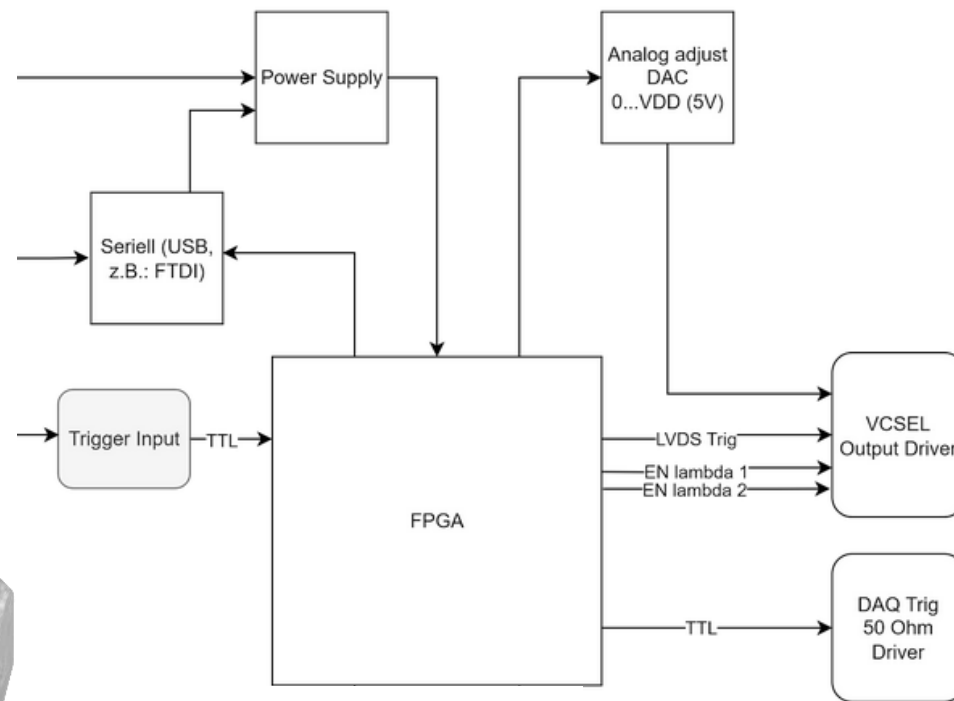 Power Supply
Analog adjust
DAC
0...VDD (5V)
Seriell (USB,
z.B.: FTDI)
Trigger Input
TTL
FPGA
LVDS Trig
EN lambda 1
EN lambda 2
VCSEL
Output Driver
TTL
DAQ Trig
50 Ohm
Driver